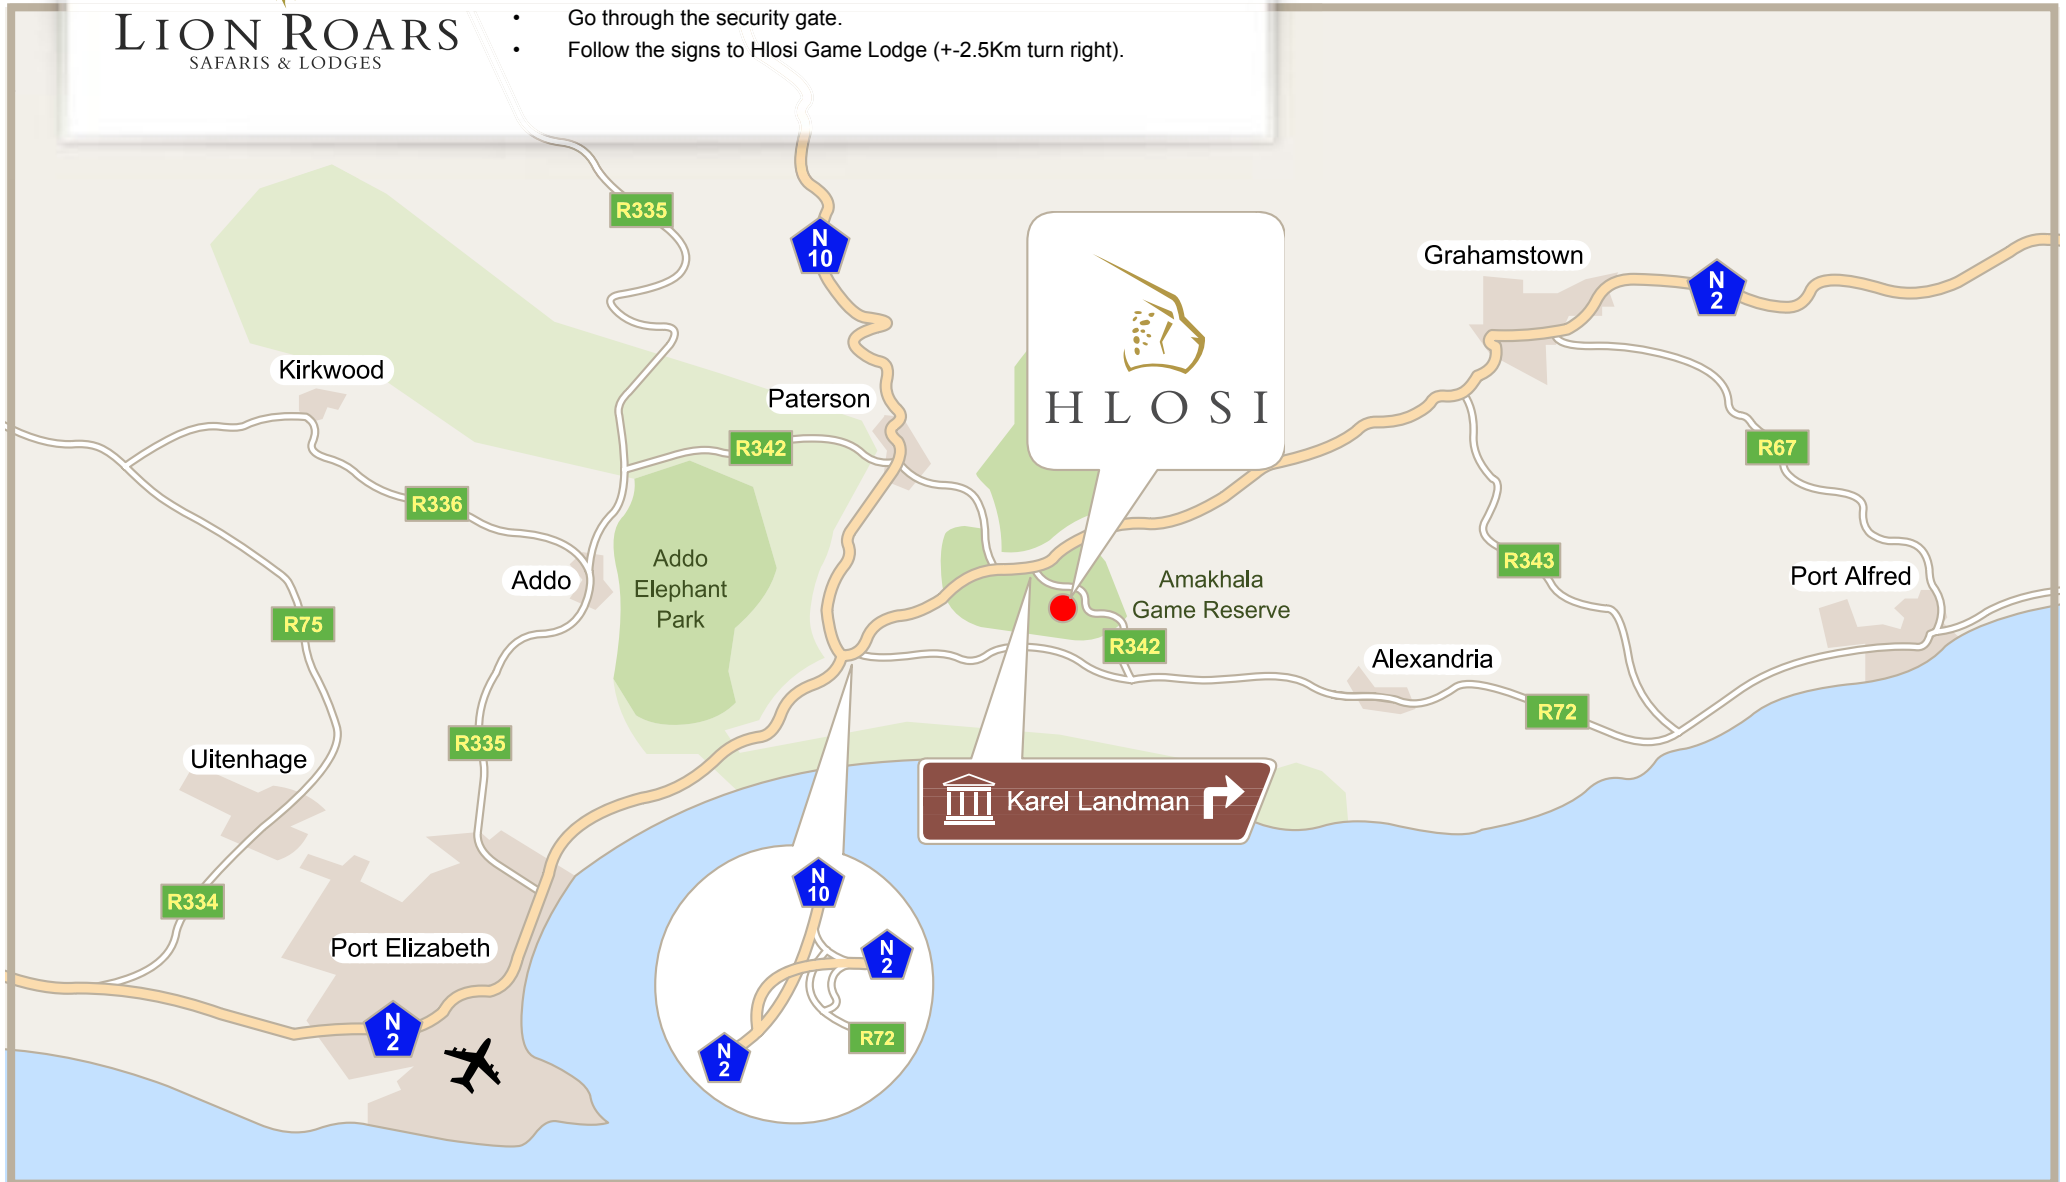 LION ROARS
SAFARIS & LODGES
• Go through the security gate.
• Follow the signs to Hlosi Game Lodge (+-2.5Km turn right).
R335
N
10
Grahamstown
N
2
HLOSI
Kirkwood
Paterson
R342
R67
R336
Addo
Addo
Elephant
Park
Amakhala
Game Reserve
R343
Port Alfred
R75
R342
Alexandria
R72
Uitenhage
R335
Karel Landman
R334
Port Elizabeth
N
2
N
10
N
2
R72
N
2